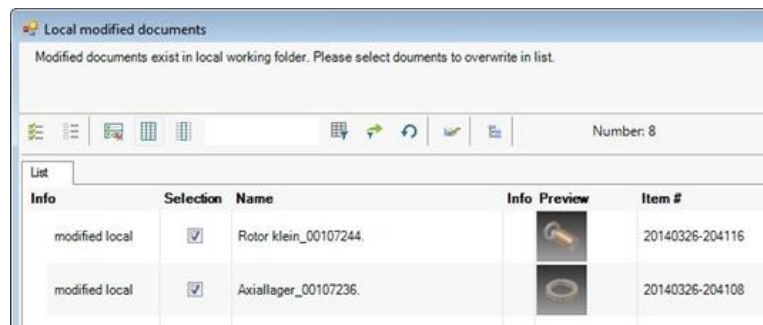 Local modified documents
Modified documents exist in local working folder. Please select douments to overwrite in list.
Number: 8
List
Info Selection Name Info Preview Item #
modified local Rotor klein_00107244. 20140326-204116
modified local Axiallager_00107236. 20140326-204108